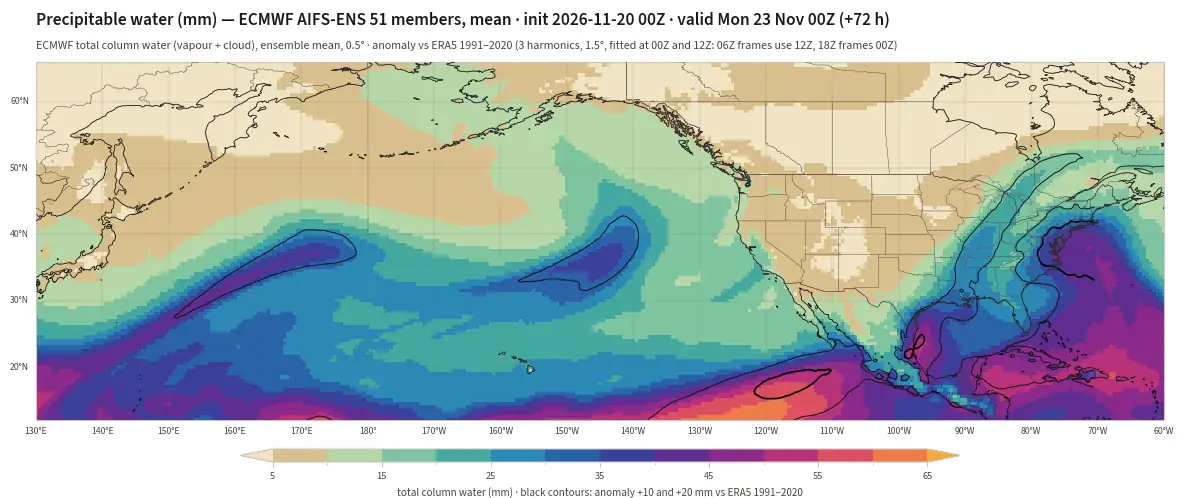 Precipitable water (mm) — ECMWF AIFS-ENS 51 members, mean · init 2026-11-20 00Z · valid Mon 23 Nov 00Z (+72 h)
ECMWF total column water (vapour + cloud), ensemble mean, 0.5° · anomaly vs ERA5 1991–2020 (3 harmonics, 1.5°, fitted at 00Z and 12Z: 06Z frames use 12Z, 18Z frames 00Z)
60°N
50°N
40°N
30°N
20°N
130°E 140°E 150°E 160°E 170°E 180° 170°W 160°W 150°W 140°W 130°W 120°W 110°W 100°W 90°W 80°W 70°W 60°W
5 15 25 35 45 55 65
total column water (mm) · black contours: anomaly +10 and +20 mm vs ERA5 1991–2020